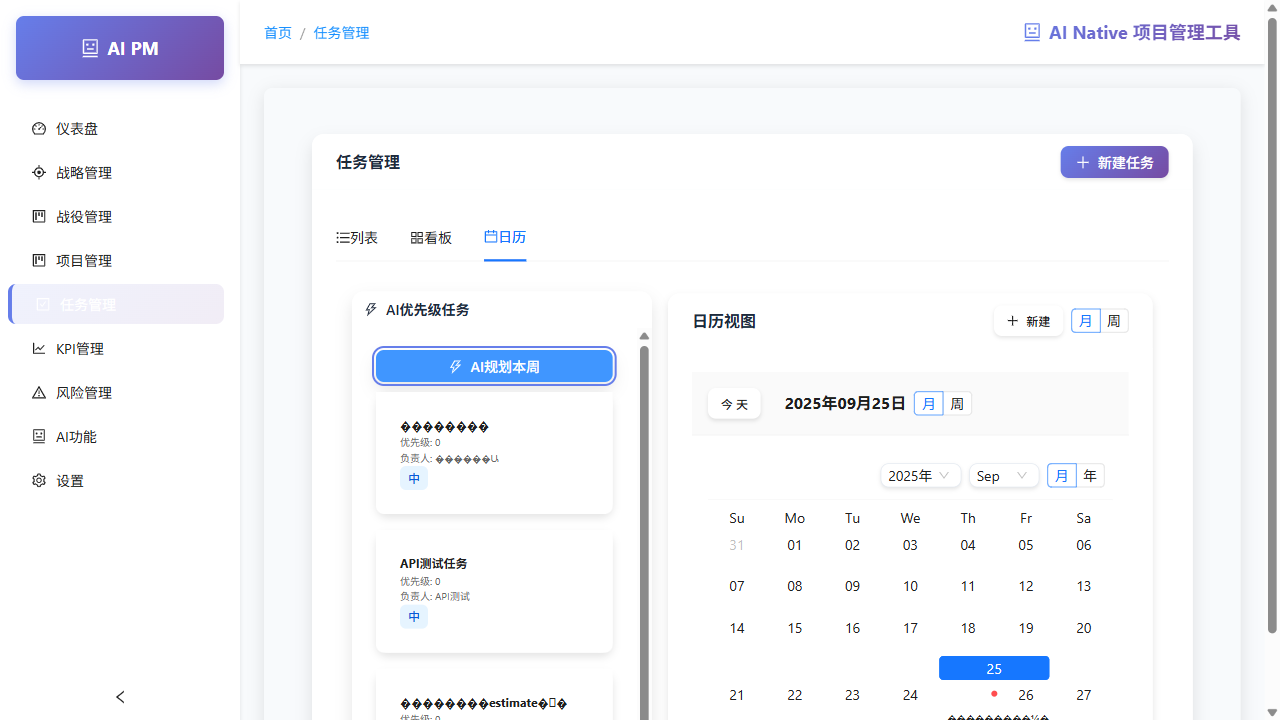 AI PM
首页 / 任务管理
AI Native 项目管理工具
仪表盘
战略管理
战役管理
项目管理
任务管理
KPI管理
风险管理
AI功能
设置
任务管理
新建任务
列表 看板 日历
AI优先级任务
AI规划本周
��������
优先级: 0
负责人: ������Ա
中
API测试任务
优先级: 0
负责人: API测试
中
��������estimate�
优先级: 0
日历视图
新建 月 周
今天 2025年09月25日 月 周
2025年 Sep 月 年
Su Mo Tu We Th Fr Sa
31 01 02 03 04 05 06
07 08 09 10 11 12 13
14 15 16 17 18 19 20
25
21 22 23 24 26 27